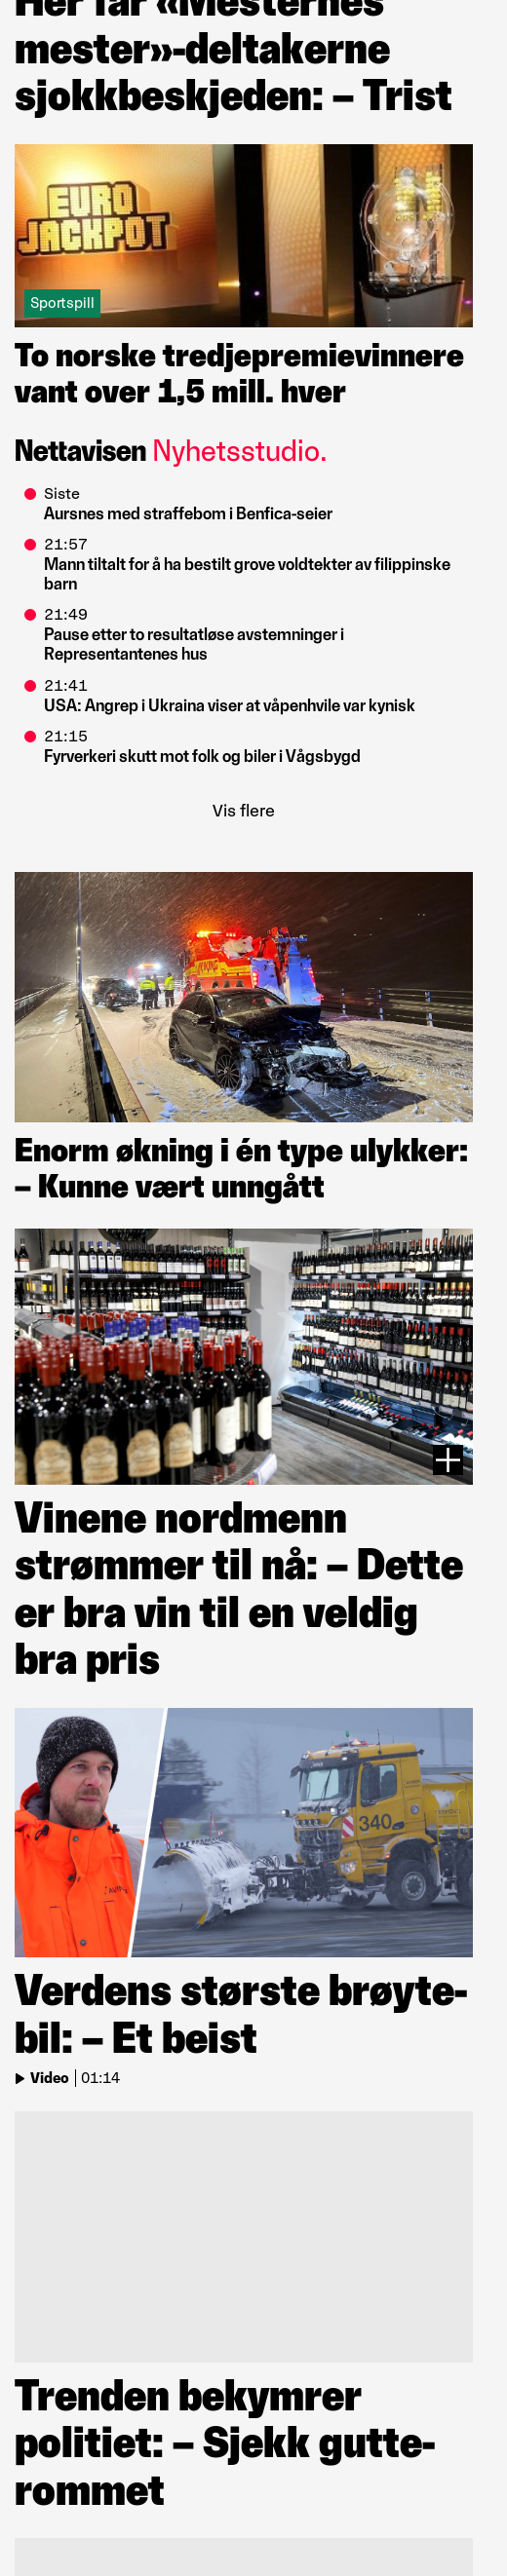 Her får «Mesternes
mester»-deltakerne
sjokkbeskjeden: – Trist
EURO
JACKPOT
Sportspill
To norske tredjepremievinnere
vant over 1,5 mill. hver
Nettavisen Nyhetsstudio.
Siste
Aursnes med straffebom i Benfica-seier
21:57
Mann tiltalt for å ha bestilt grove voldtekter av filippinske
barn
21:49
Pause etter to resultatløse avstemninger i
Representantenes hus
21:41
USA: Angrep i Ukraina viser at våpenhvile var kynisk
21:15
Fyrverkeri skutt mot folk og biler i Vågsbygd
Vis flere
VIKING
Enorm økning i én type ulykker:
– Kunne vært unngått
Vinene nordmenn
strømmer til nå: – Dette
er bra vin til en veldig
bra pris
340
AVINOR
Verdens største brøyte-
bil: – Et beist
Video 01:14
Trenden bekymrer
politiet: – Sjekk gutte-
rommet